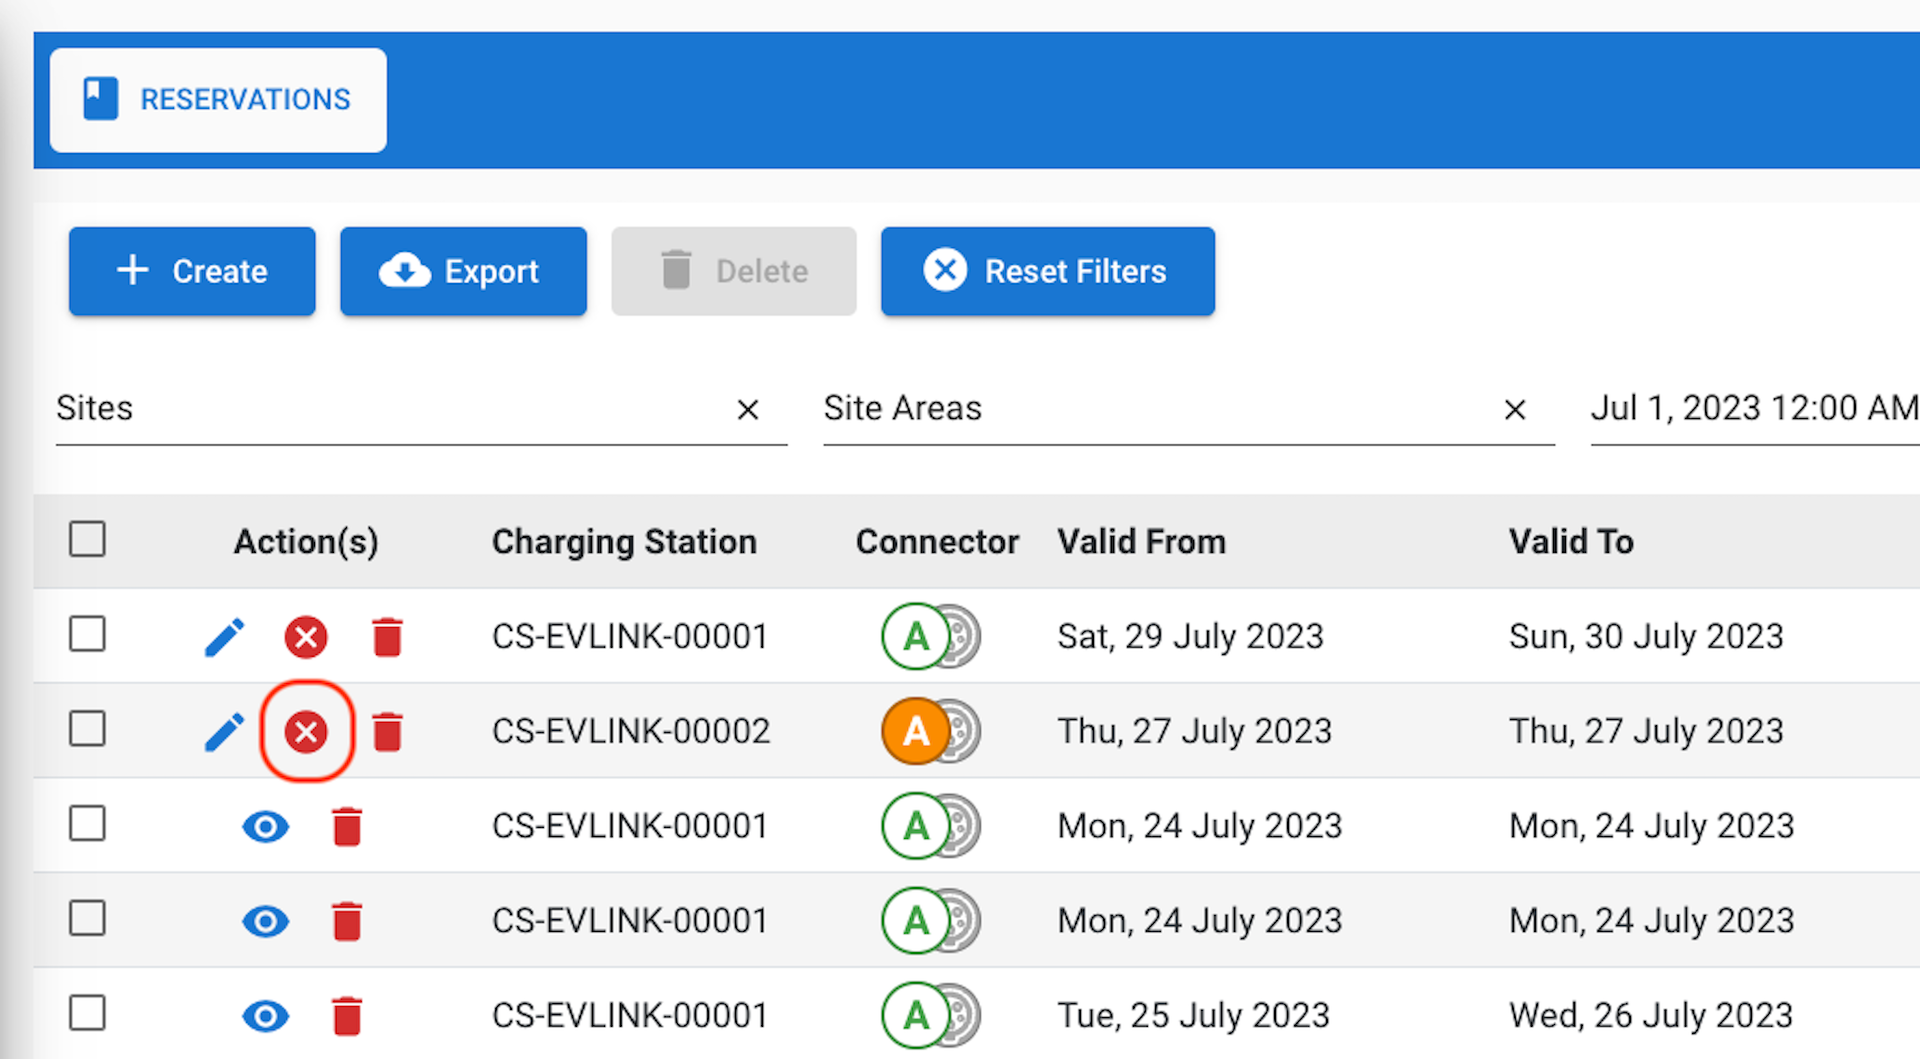 RESERVATIONS
Create Export Delete Reset Filters
Sites Site Areas Jul 1, 2023 12:00 AM
Action(s) Charging Station Connector Valid From Valid To
CS-EVLINK-00001 A Sat, 29 July 2023 Sun, 30 July 2023
CS-EVLINK-00002 A Thu, 27 July 2023 Thu, 27 July 2023
CS-EVLINK-00001 A Mon, 24 July 2023 Mon, 24 July 2023
CS-EVLINK-00001 A Mon, 24 July 2023 Mon, 24 July 2023
CS-EVLINK-00001 A Tue, 25 July 2023 Wed, 26 July 2023